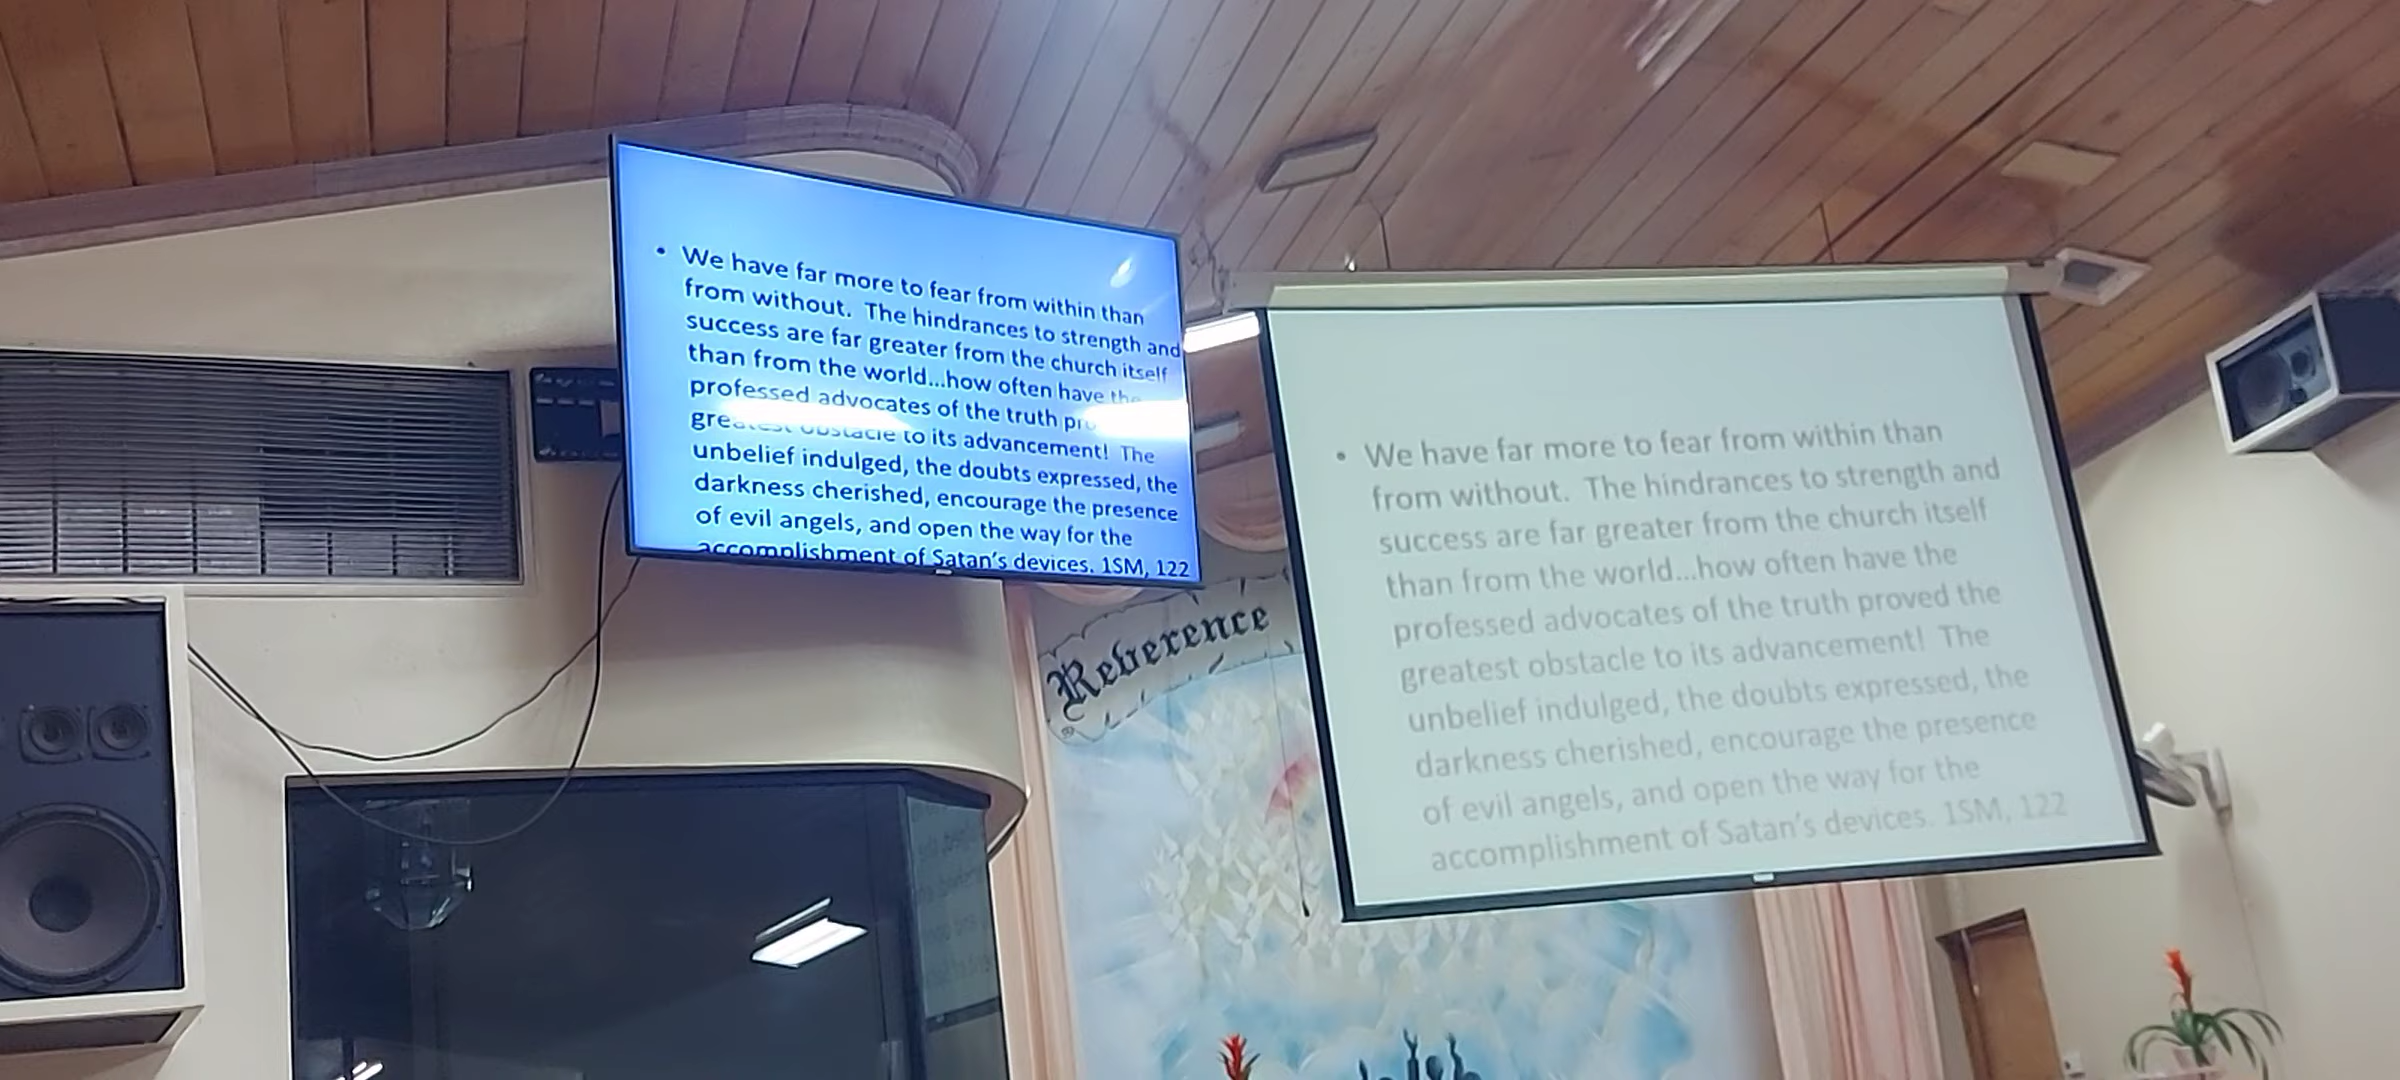 • We have far more to fear from within than
from without. The hindrances to strength and
success are far greater from the church itself
than from the world...how often have the
professed advocates of the truth pro
greatest obstacle to its advancement! The
unbelief indulged, the doubts expressed, the
darkness cherished, encourage the presence
of evil angels, and open the way for the
accomplishment of Satan's devices. 1SM, 122
Reverence
• We have far more to fear from within than
from without. The hindrances to strength and
success are far greater from the church itself
than from the world...how often have the
professed advocates of the truth proved the
greatest obstacle to its advancement! The
unbelief indulged, the doubts expressed, the
darkness cherished, encourage the presence
of evil angels, and open the way for the
accomplishment of Satan's devices. 1SM, 122